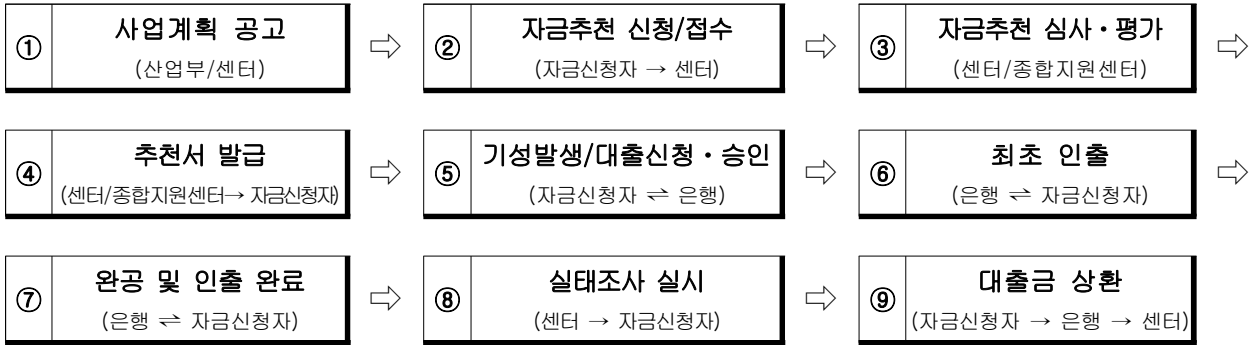 ① 사업계획 공고
(산업부/센터)
⇨
② 자금추천 신청/접수
(자금신청자 → 센터)
⇨
③ 자금추천 심사・평가
(센터/종합지원센터)
⇨
④ 추천서 발급
(센터/종합지원센터→ 자금신청자)
⇨
⑤ 기성발생/대출신청・승인
(자금신청자 ⇌ 은행)
⇨
⑥ 최초 인출
(은행 ⇌ 자금신청자)
⇨
⑦ 완공 및 인출 완료
(은행 ⇌ 자금신청자)
⇨
⑧ 실태조사 실시
(센터 → 자금신청자)
⇨
⑨ 대출금 상환
(자금신청자 → 은행 → 센터)